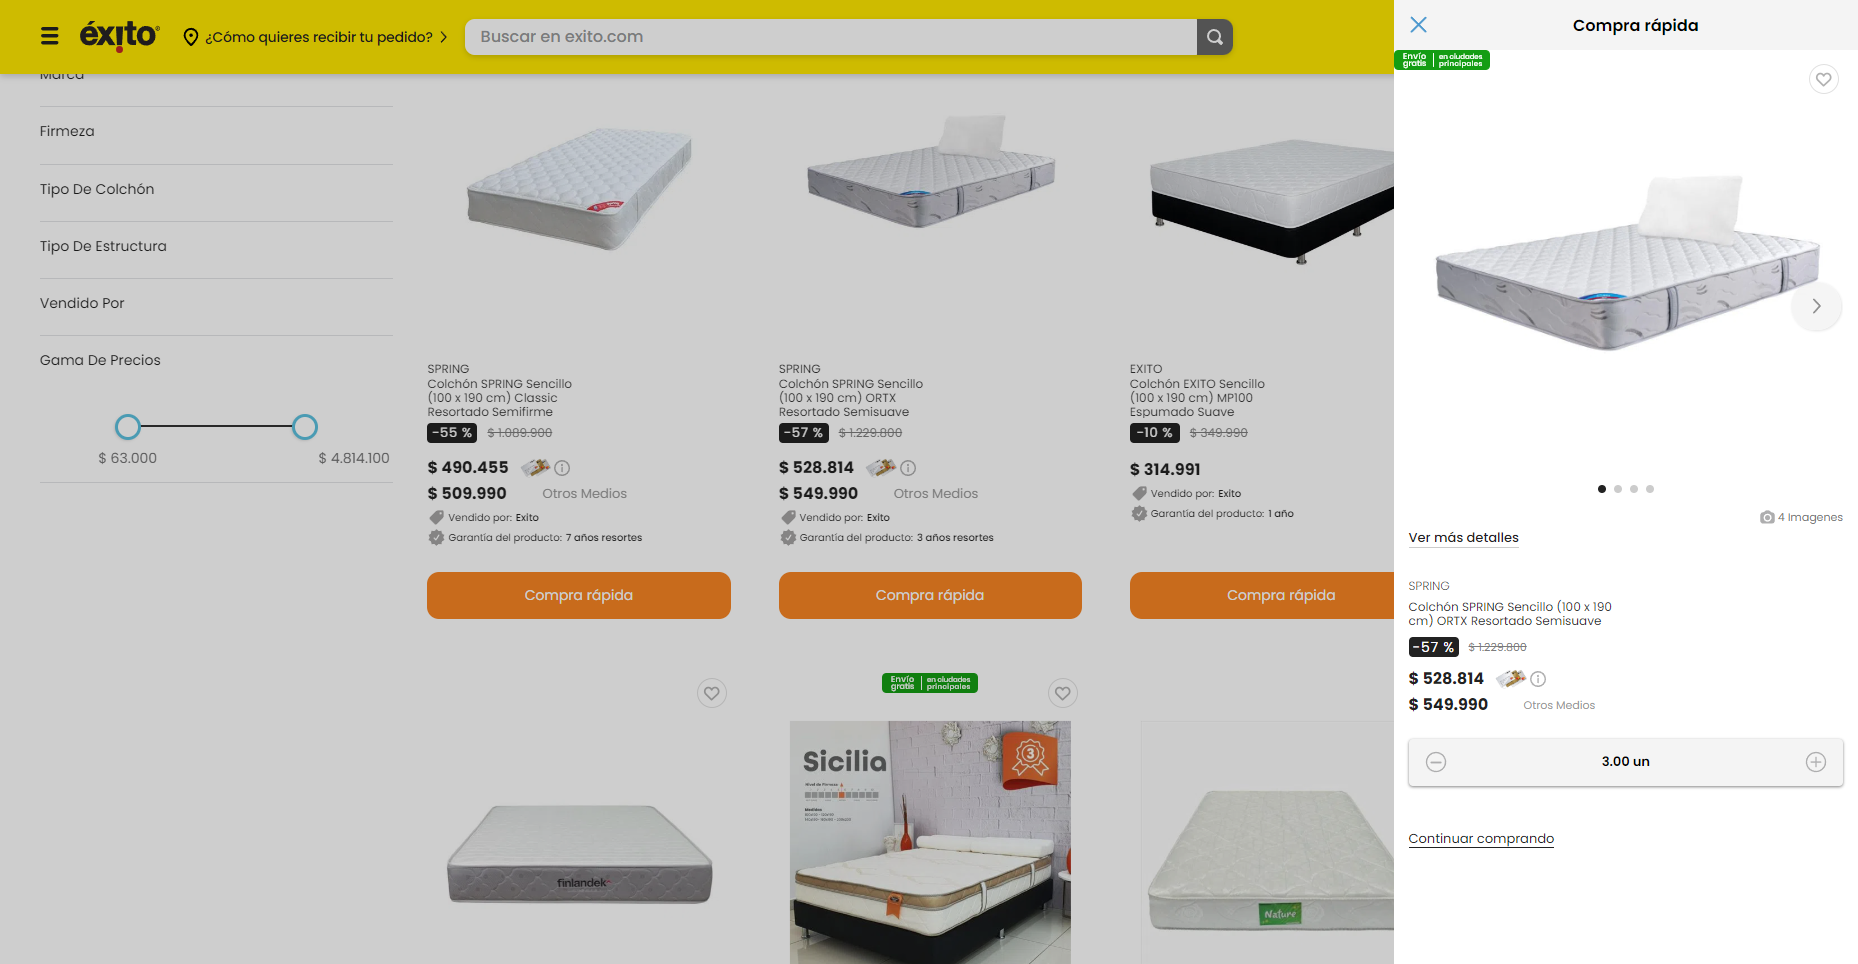 éxito
¿Cómo quieres recibir tu pedido?
Buscar en exito.com
Marca
Firmeza
Tipo De Colchón
Tipo De Estructura
Vendido Por
Gama De Precios
$ 63.000
$ 4.814.100
SPRING
Colchón SPRING Sencillo
(100 x 190 cm) Classic
Resortado Semifirme
-55 % $ 1.089.900
$ 490.455
$ 509.990 Otros Medios
Vendido por: Exito
Garantía del producto: 7 años resortes
Compra rápida
SPRING
Colchón SPRING Sencillo
(100 x 190 cm) ORTX
Resortado Semisuave
-57 % $ 1.229.800
$ 528.814
$ 549.990 Otros Medios
Vendido por: Exito
Garantía del producto: 3 años resortes
Compra rápida
EXITO
Colchón EXITO Sencillo
(100 x 190 cm) MP100
Espumado Suave
-10 % $ 349.990
$ 314.991
Vendido por: Exito
Garantía del producto: 1 año
Compra rápida
finlandek
Envío gratis en ciudades principales
Sicilia
Nivel de Firmeza
Medidas
3
Nature
Compra rápida
Envío gratis en ciudades principales
4 Imagenes
Ver más detalles
SPRING
Colchón SPRING Sencillo (100 x 190
cm) ORTX Resortado Semisuave
-57 % $ 1.229.800
$ 528.814
$ 549.990 Otros Medios
3.00 un
Continuar comprando